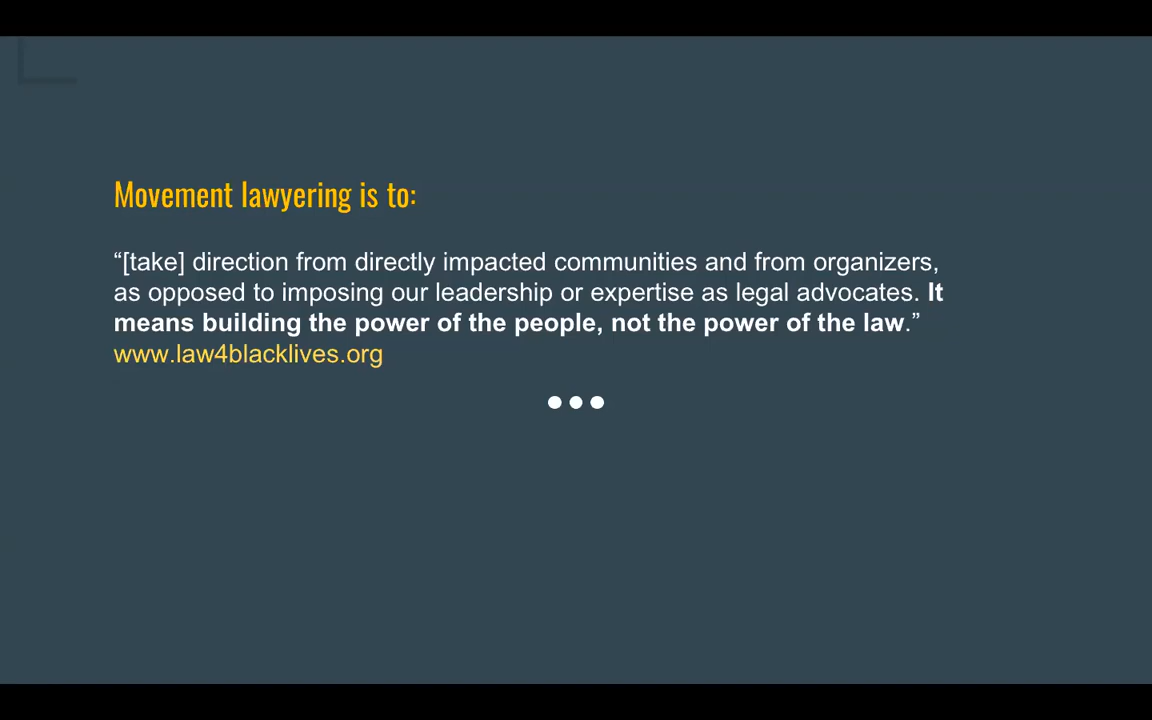 Movement lawyering is to:
“[take] direction from directly impacted communities and from organizers,
as opposed to imposing our leadership or expertise as legal advocates. It
means building the power of the people, not the power of the law.”
www.law4blacklives.org